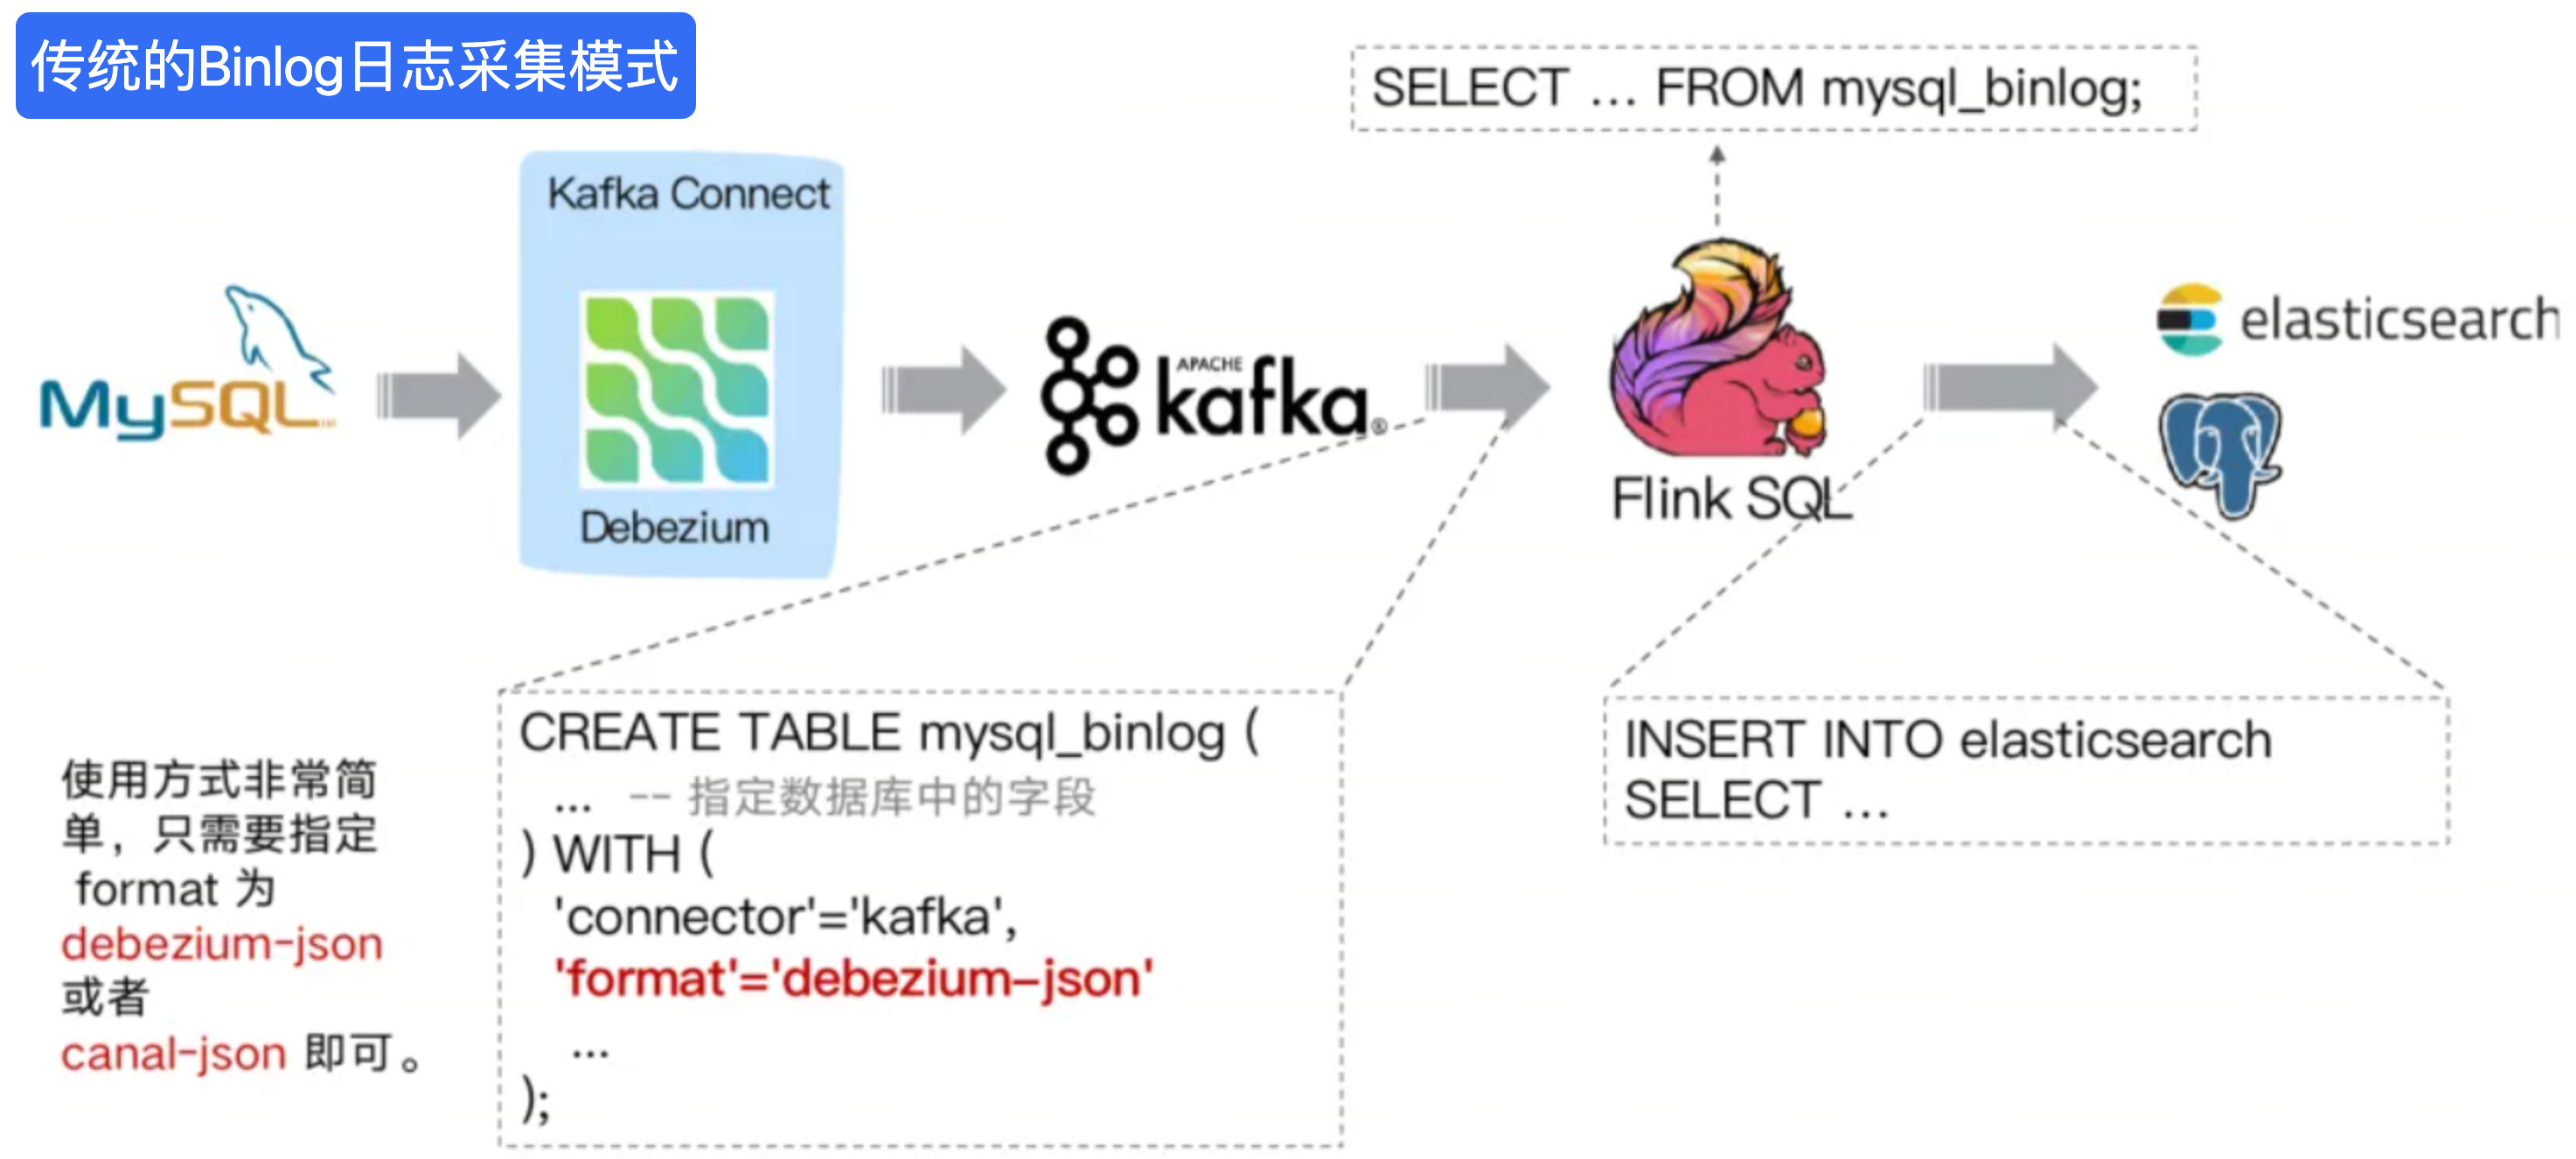 传统的Binlog日志采集模式
SELECT ... FROM mysql_binlog;
Kafka Connect
Debezium
MySQL™
APACHE
kafka®
Flink SQL
elasticsearch
使用方式非常简
单，只需要指定
format 为
debezium-json
或者
canal-json 即可。
CREATE TABLE mysql_binlog (
... -- 指定数据库中的字段
) WITH (
'connector'='kafka',
'format'='debezium-json'
...
);
INSERT INTO elasticsearch
SELECT ...